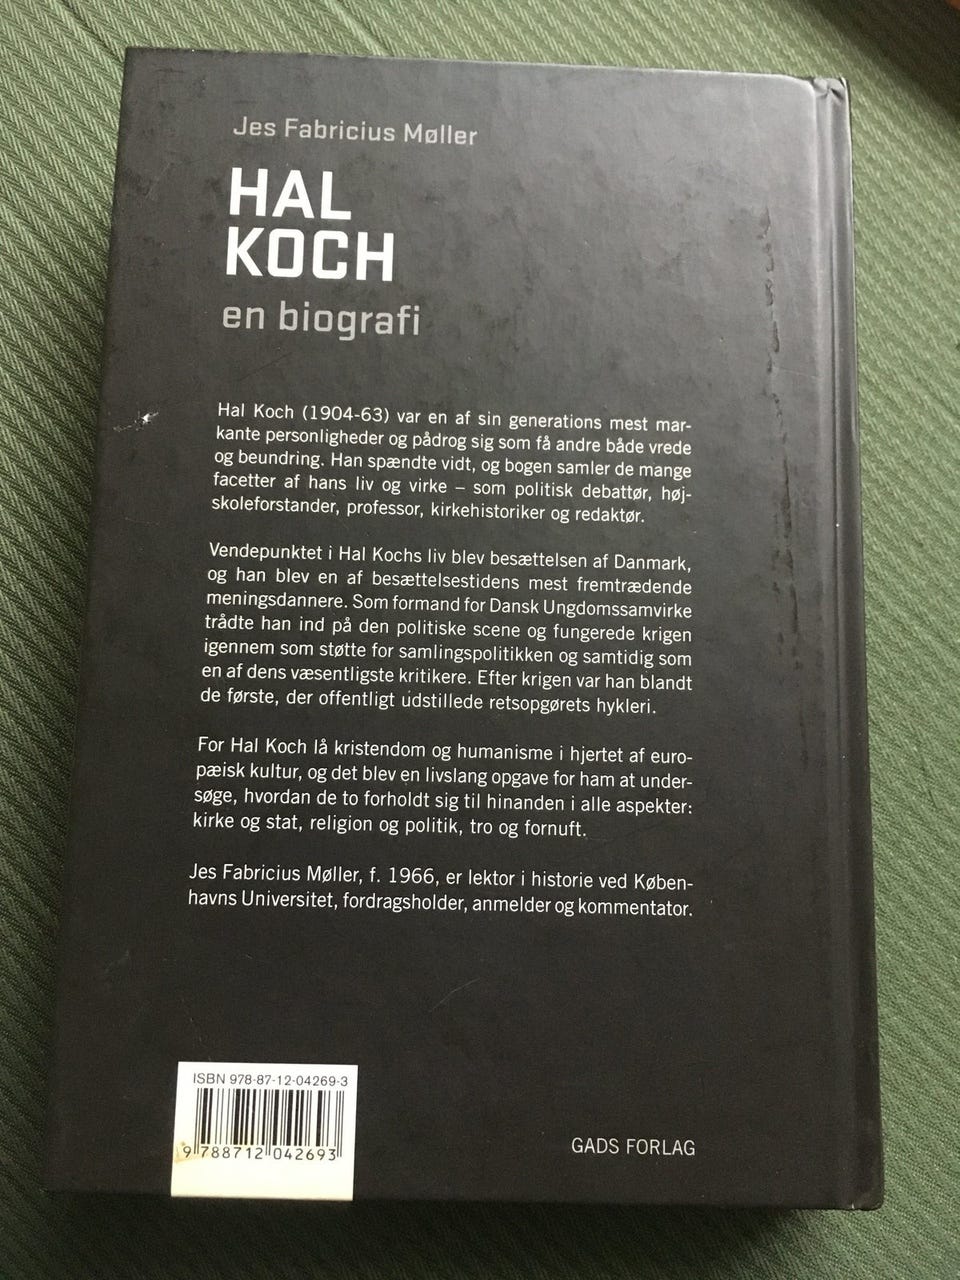 Jes Fabricius Møller
HAL
KOCH
en biografi
Hal Koch (1904-63) var en af sin generations mest mar-
kante personligheder og pådrog sig som få andre både vrede
og beundring. Han spændte vidt, og bogen samler de mange
facetter af hans liv og virke – som politisk debattør, høj-
skoleforstander, professor, kirkehistoriker og redaktør.
Vendepunktet i Hal Kochs liv blev besættelsen af Danmark,
og han blev en af besættelsestidens mest fremtrædende
meningsdannere. Som formand for Dansk Ungdomssamvirke
trådte han ind på den politiske scene og fungerede krigen
igennem som støtte for samlingspolitikken og samtidig som
en af dens væsentligste kritikere. Efter krigen var han blandt
de første, der offentligt udstillede retsopgørets hykleri.
For Hal Koch lå kristendom og humanisme i hjertet af euro-
pæisk kultur, og det blev en livslang opgave for ham at under-
søge, hvordan de to forholdt sig til hinanden i alle aspekter:
kirke og stat, religion og politik, tro og fornuft.
Jes Fabricius Møller, f. 1966, er lektor i historie ved Køben-
havns Universitet, fordragsholder, anmelder og kommentator.
ISBN 978-87-12-04269-3
9 788712 042693
GADS FORLAG